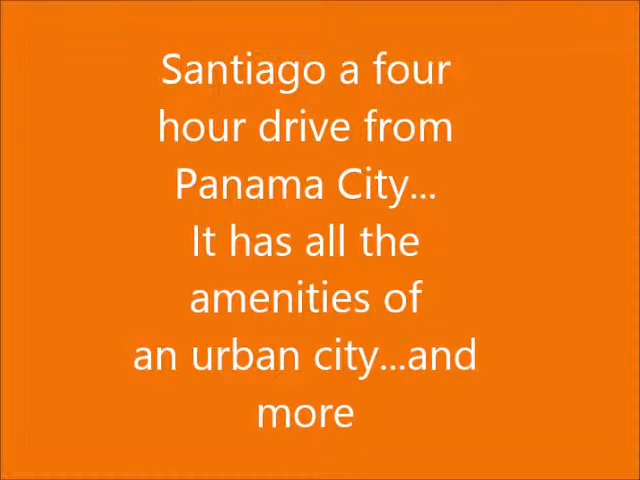 Santiago a four
hour drive from
Panama City...
It has all the
amenities of
an urban city...and
more